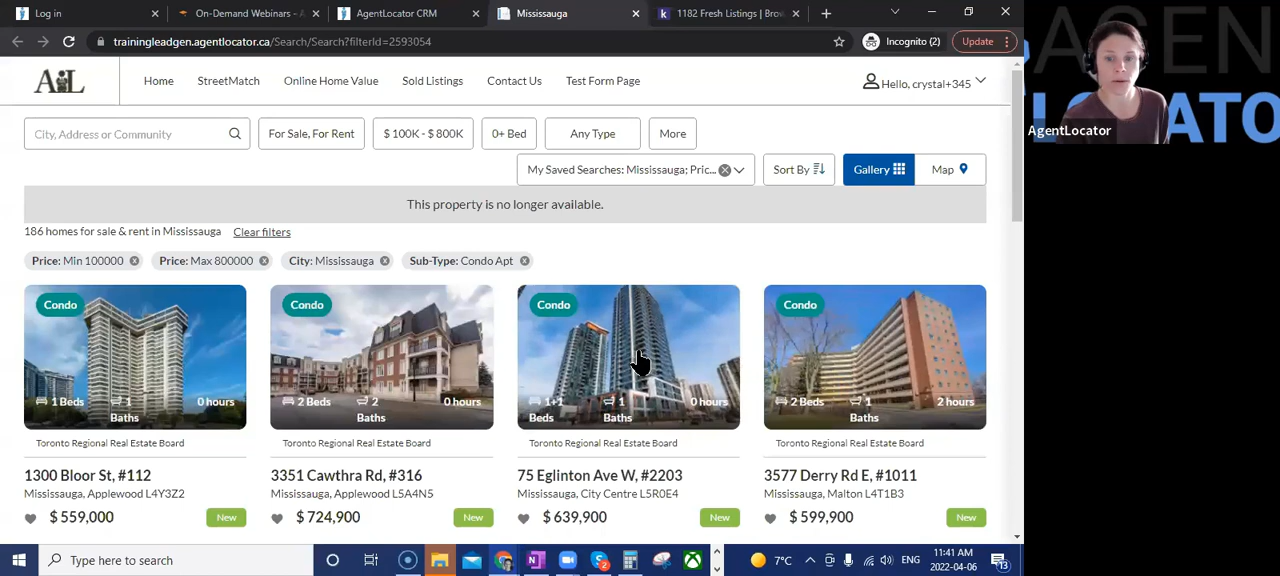 Log in
On-Demand Webinars ~ A
AgentLocator CRM
Mississauga
1182 Fresh Listings | Brow
trainingleadgen.agentlocator.ca/Search/Search?filterId=2593054
Incognito (2)
Update
AiL
Home
StreetMatch
Online Home Value
Sold Listings
Contact Us
Test Form Page
Hello, crystal+345
City, Address or Community
For Sale, For Rent
$ 100K - $ 800K
0+ Bed
Any Type
More
My Saved Searches: Mississauga; Pric...
Sort By
Gallery
Map
This property is no longer available.
186 homes for sale & rent in Mississauga
Clear filters
Price: Min 100000
Price: Max 800000
City: Mississauga
Sub-Type: Condo Apt
Condo
1 Beds
1
Baths
0 hours
Toronto Regional Real Estate Board
1300 Bloor St, #112
Mississauga, Applewood L4Y3Z2
$ 559,000
New
Condo
2 Beds
2
Baths
0 hours
Toronto Regional Real Estate Board
3351 Cawthra Rd, #316
Mississauga, Applewood L5A4N5
$ 724,900
New
Condo
1+1
Beds
1
Baths
0 hours
Toronto Regional Real Estate Board
75 Eglinton Ave W, #2203
Mississauga, City Centre L5R0E4
$ 639,900
New
Condo
2 Beds
1
Baths
2 hours
Toronto Regional Real Estate Board
3577 Derry Rd E, #1011
Mississauga, Malton L4T1B3
$ 599,900
New
AgentLocator
Type here to search
7°C
ENG
11:41 AM
2022-04-06
13